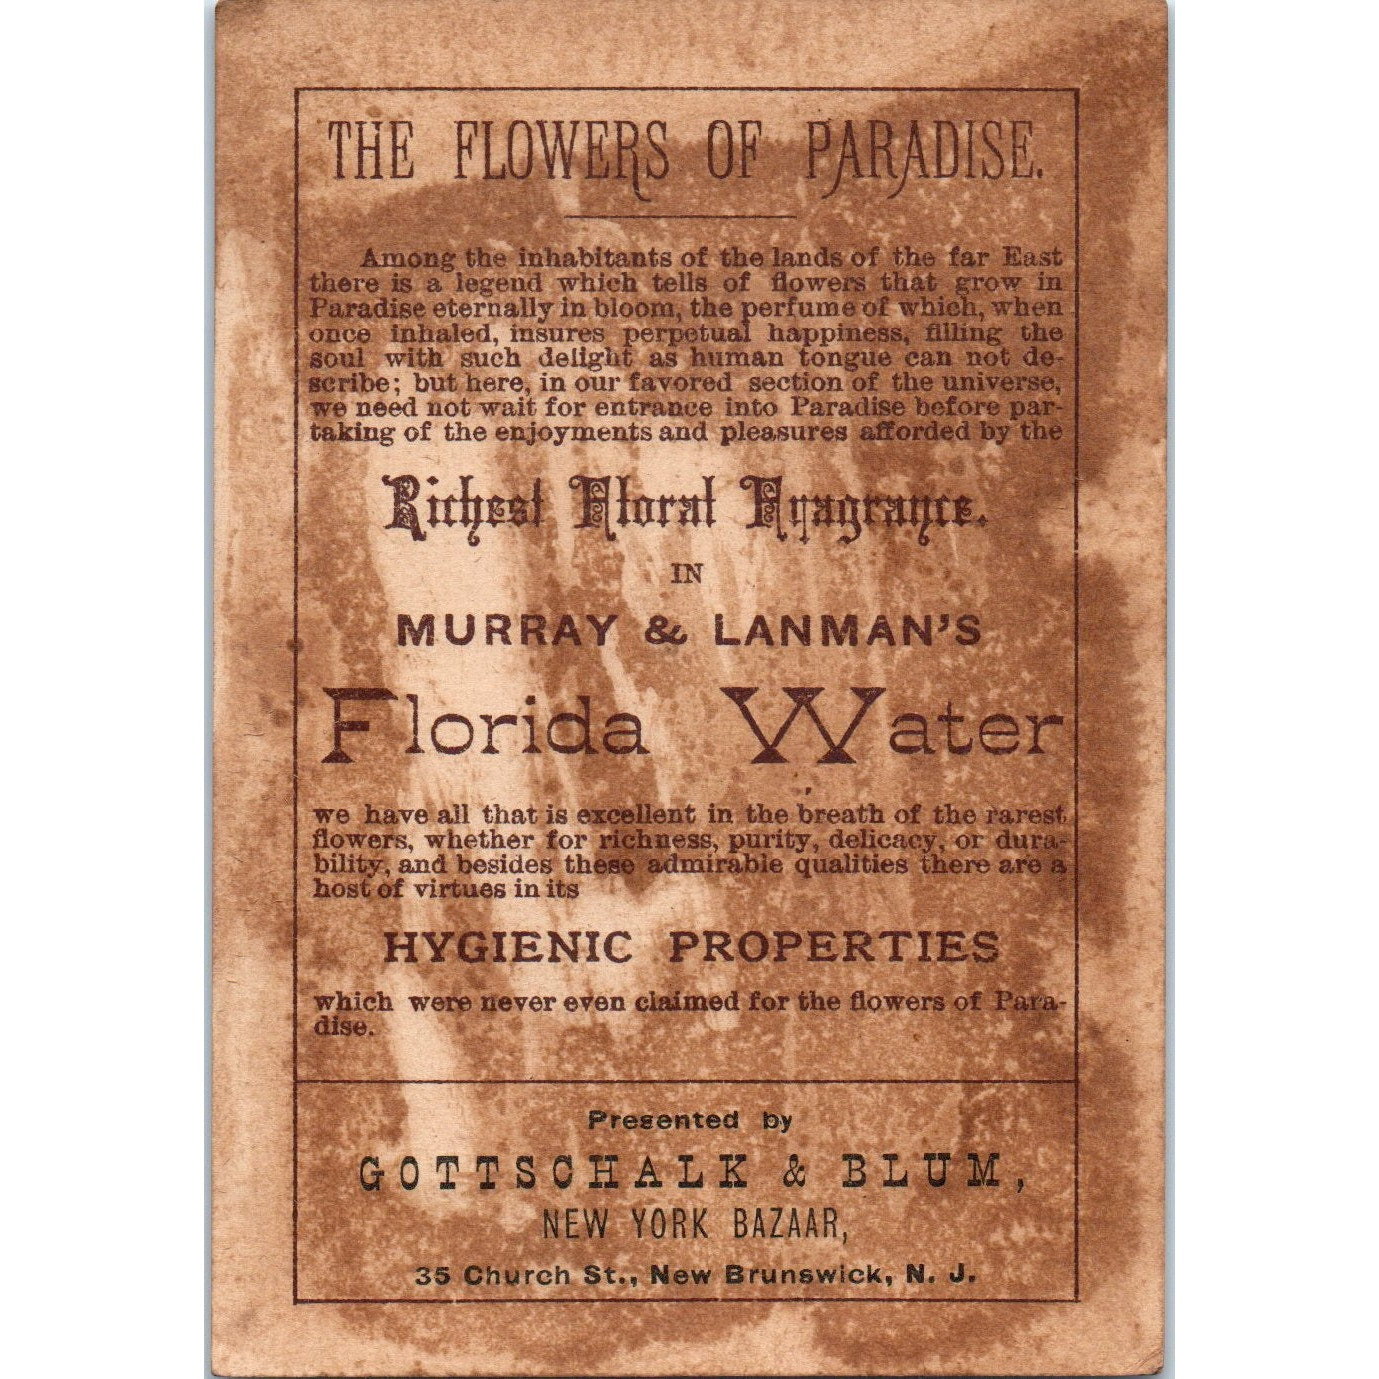 THE FLOWERS OF PARADISE.
Among the inhabitants of the lands of the far East
there is a legend which tells of flowers that grow in
Paradise eternally in bloom, the perfume of which, when
once inhaled, insures perpetual happiness, filling the
soul with such delight as human tongue can not de-
scribe; but here, in our favored section of the universe,
we need not wait for entrance into Paradise before par-
taking of the enjoyments and pleasures afforded by the
Richest Floral Fragrance.
IN
MURRAY & LANMAN'S
Florida Water
we have all that is excellent in the breath of the rarest
flowers, whether for richness, purity, delicacy, or dura-
bility, and besides these admirable qualities there are a
host of virtues in its
HYGIENIC PROPERTIES
which were never even claimed for the flowers of Para-
dise.
Presented by
GOTTSCHALK & BLUM,
NEW YORK BAZAAR,
35 Church St., New Brunswick, N. J.